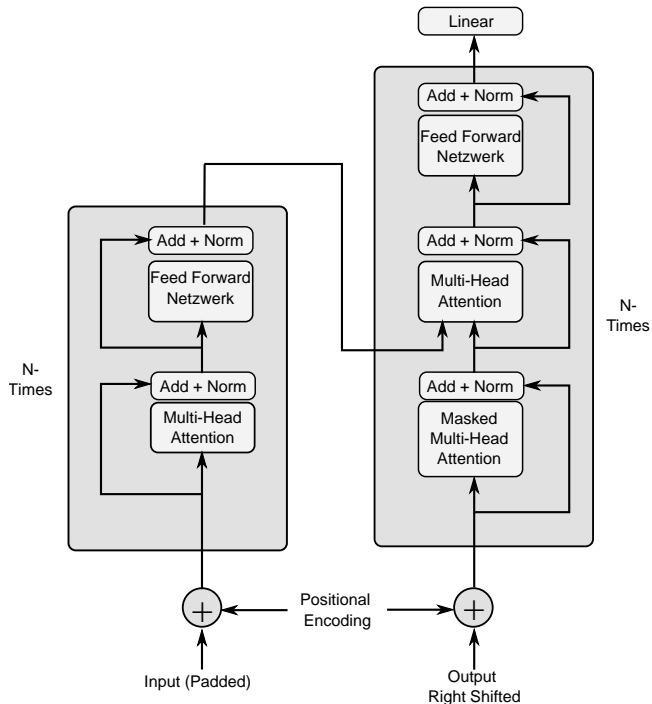 Linear
Add + Norm
Feed Forward
Netzwerk
Add + Norm
Multi-Head
Attention
Add + Norm
Masked
Multi-Head
Attention
N-
Times
Add + Norm
Feed Forward
Netzwerk
Add + Norm
Multi-Head
Attention
N-
Times
+
Positional
Encoding
+
Input (Padded)
Output
Right Shifted